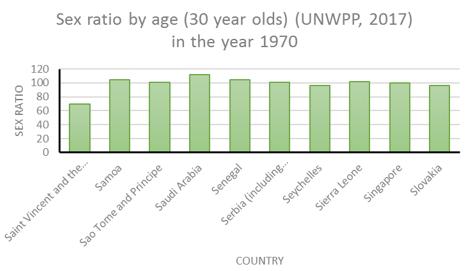 Sex ratio by age (30 year olds) (UNWPP, 2017)
in the year 1970
SEX RATIO
120
100
80
60
40
20
0
Saint Vincent and the...
Samoa
Sao Tome and Principe
Saudi Arabia
Senegal
Serbia (including...
Seychelles
Sierra Leone
Singapore
Slovakia
COUNTRY